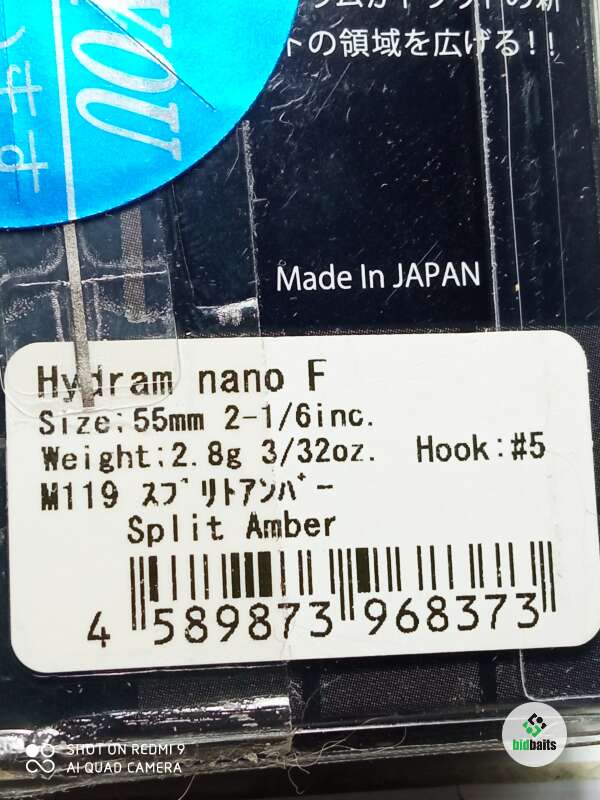 トの領域を広げる!!
YOU
Made In JAPAN
Hydram nano F
Size:55mm 2-1/6inc.
Weight:2.8g 3/32oz. Hook:#5
M119 スプリトアンバー
Split Amber
4 589873 968373
SHOT ON REDMI 9
AI QUAD CAMERA
bidbaits